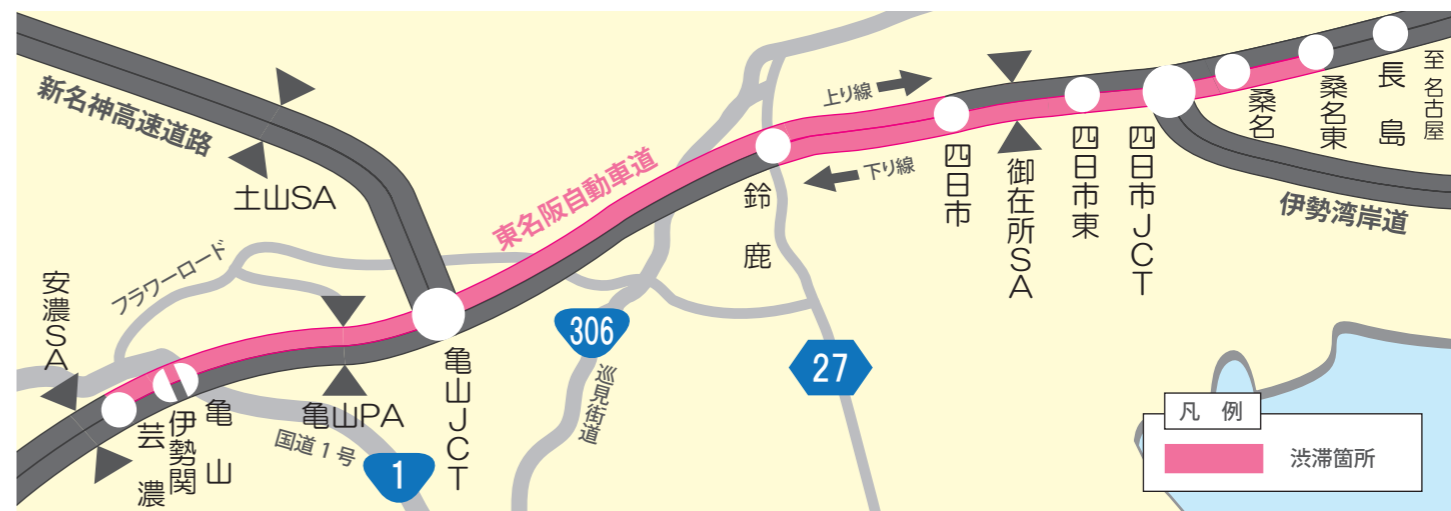 新名神高速道路
土山SA
フラワーロード
安濃SA
芸濃
伊勢関
亀山
亀山PA
国道1号
1
亀山JCT
東名阪自動車道
306
巡見街道
27
鈴鹿
上り線
下り線
四日市
御在所SA
四日市東
四日市JCT
桑名
桑名東
長島
至 名古屋
伊勢湾岸道
凡 例
渋滞箇所